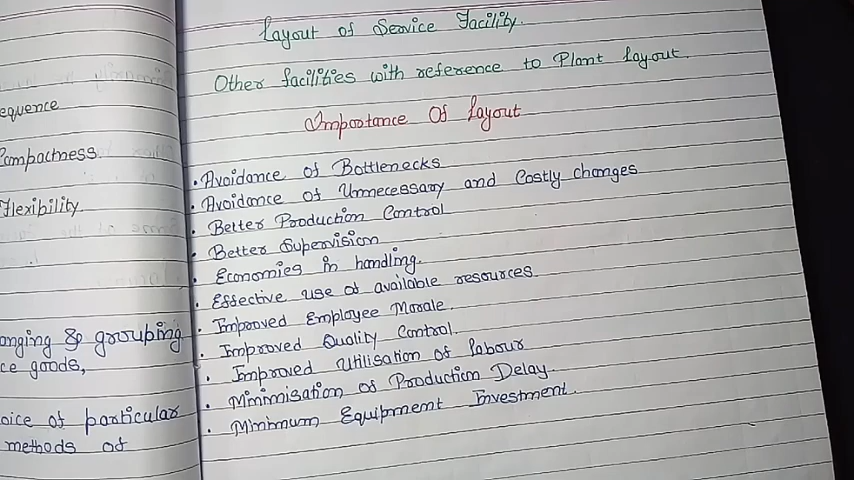 equence
Compactness
Flexibility
anging & grouping
ce goods,
oice of particular
methods of
Layout of Service Facility.
Other facilities with reference to Plant layout.
Importance Of Layout
• Avoidance of Bottlenecks
• Avoidance of Unnecessary and Costly changes
• Better Production Control
• Better Supervision
• Economies in handling.
• Effective use of available resources
• Improved Employee Morale.
• Improved Quality Control.
• Improved Utilisation of labour
• Minimisation of Production Delay
• Minimum Equipment Investment.